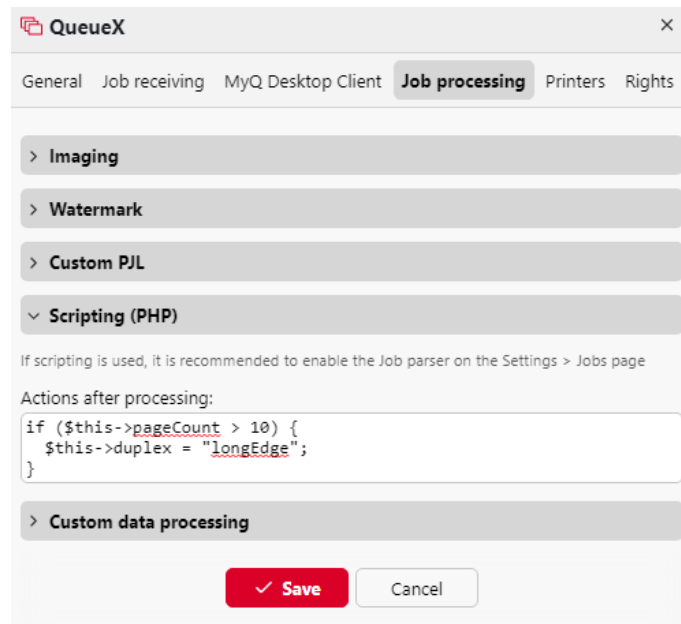 QueueX
General Job receiving MyQ Desktop Client Job processing Printers Rights
Imaging
Watermark
Custom PJL
Scripting (PHP)
If scripting is used, it is recommended to enable the Job parser on the Settings > Jobs page
Actions after processing:
if ($this->pageCount > 10) {
  $this->duplex = "longEdge";
}
Custom data processing
Save Cancel